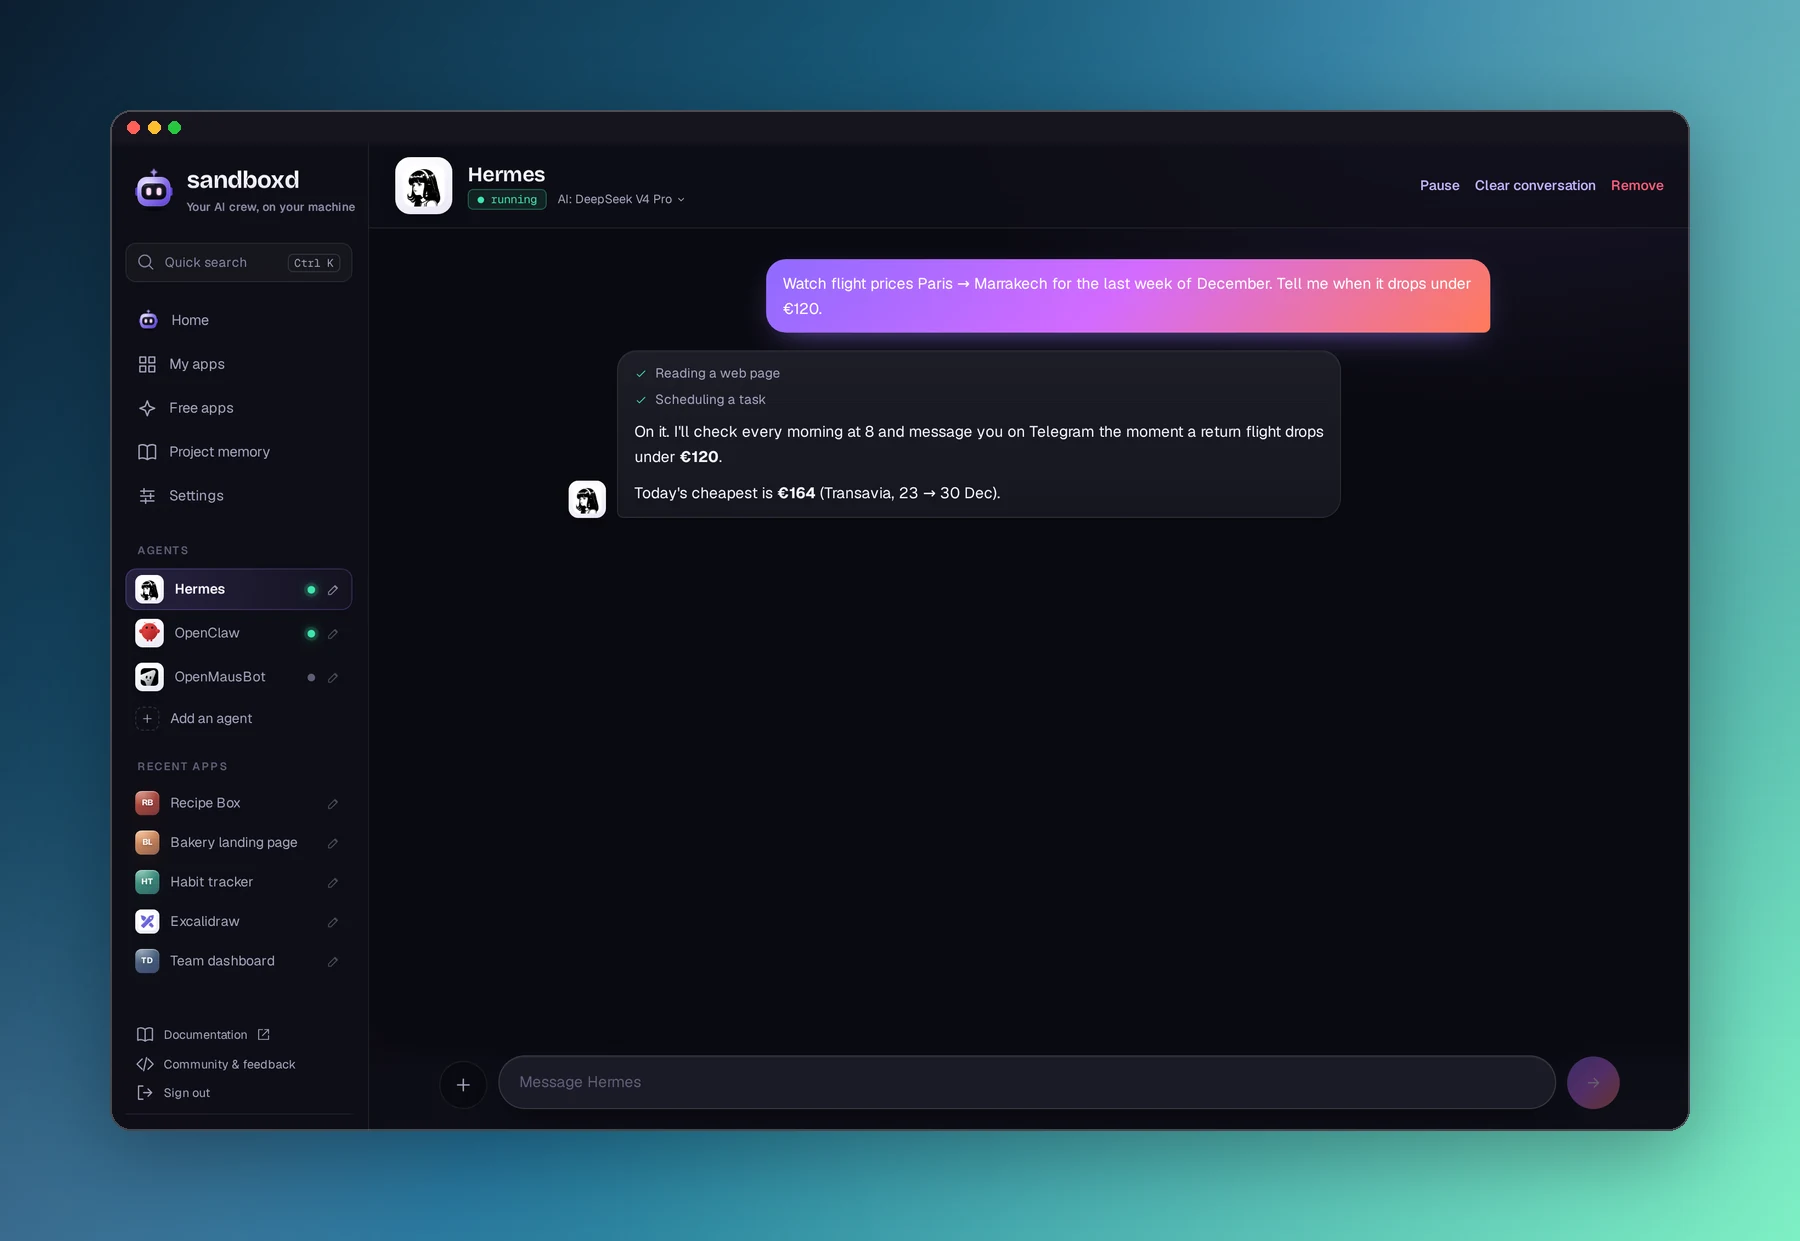 sandboxd
Your AI crew, on your machine
Quick search
Ctrl K
Home
My apps
Free apps
Project memory
Settings
AGENTS
Hermes
OpenClaw
OpenMausBot
+ Add an agent
RECENT APPS
RB Recipe Box
BL Bakery landing page
HT Habit tracker
Excalidraw
TD Team dashboard
Documentation
Community & feedback
Sign out
Hermes
running
AI: DeepSeek V4 Pro
Pause
Clear conversation
Remove
Watch flight prices Paris → Marrakech for the last week of December. Tell me when it drops under
€120.
✓ Reading a web page
✓ Scheduling a task
On it. I'll check every morning at 8 and message you on Telegram the moment a return flight drops
under €120.
Today's cheapest is €164 (Transavia, 23 → 30 Dec).
+
Message Hermes
→